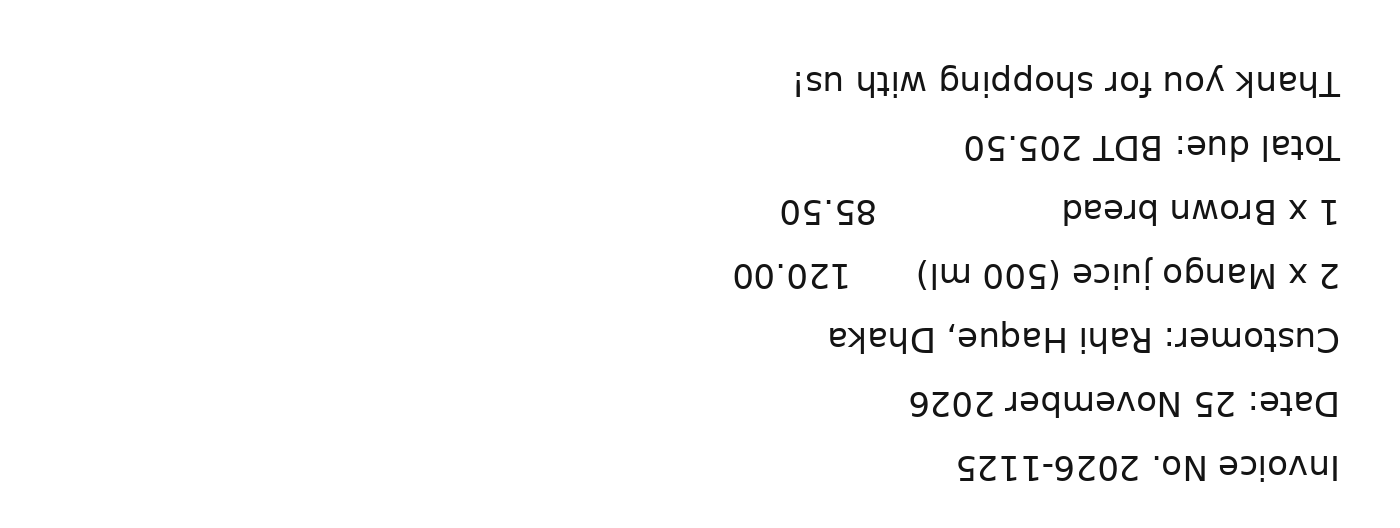 Invoice No. 2026-1125
Date: 25 November 2026
Customer: Rahi Haque, Dhaka
2 x Mango juice (500 ml)   120.00
1 x Brown bread   85.50
Total due: BDT 205.50
Thank you for shopping with us!